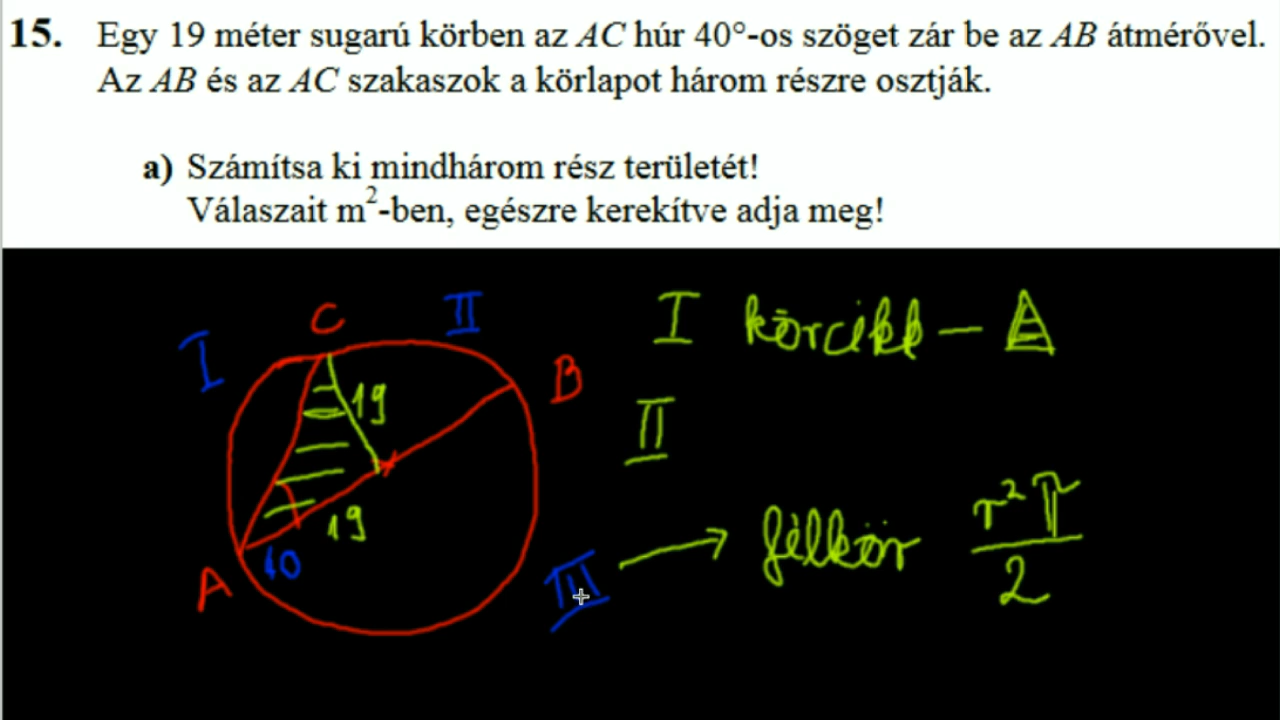 15. Egy 19 méter sugarú körben az AC húr 40°-os szöget zár be az AB átmérővel.
Az AB és az AC szakaszok a körlapot három részre osztják.
a) Számítsa ki mindhárom rész területét!
Válaszait m²-ben, egészre kerekítve adja meg!
C
I
II
B
19
19
A
40
III
I körcikk – Δ
II
félkör r²π/2